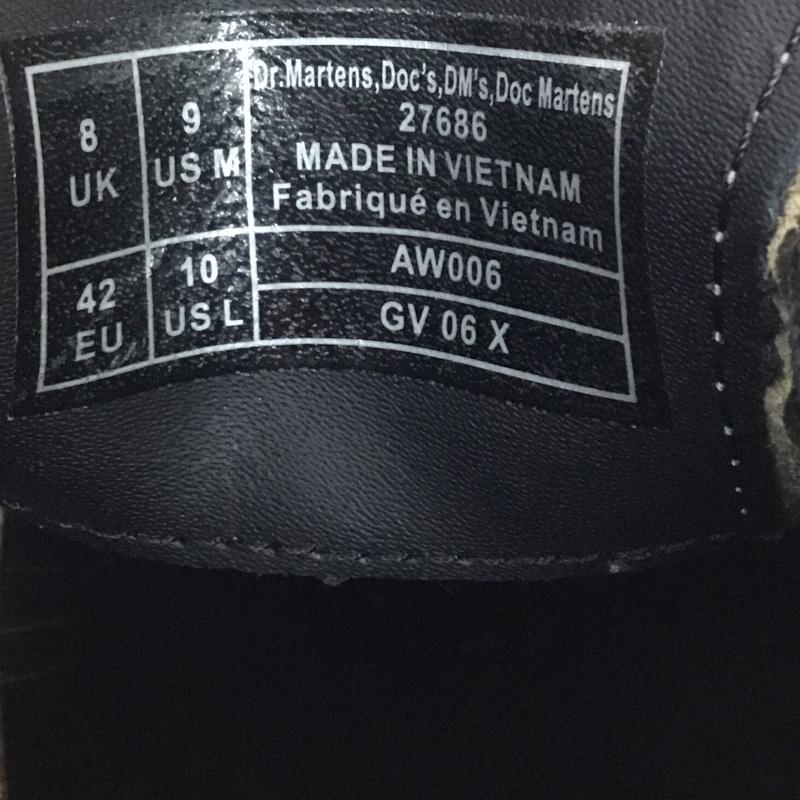 8
UK
9
US M
Dr.Martens,Doc's,DM's,Doc Martens
27686
MADE IN VIETNAM
Fabriqué en Vietnam
42
EU
10
US L
AW006
GV 06 X